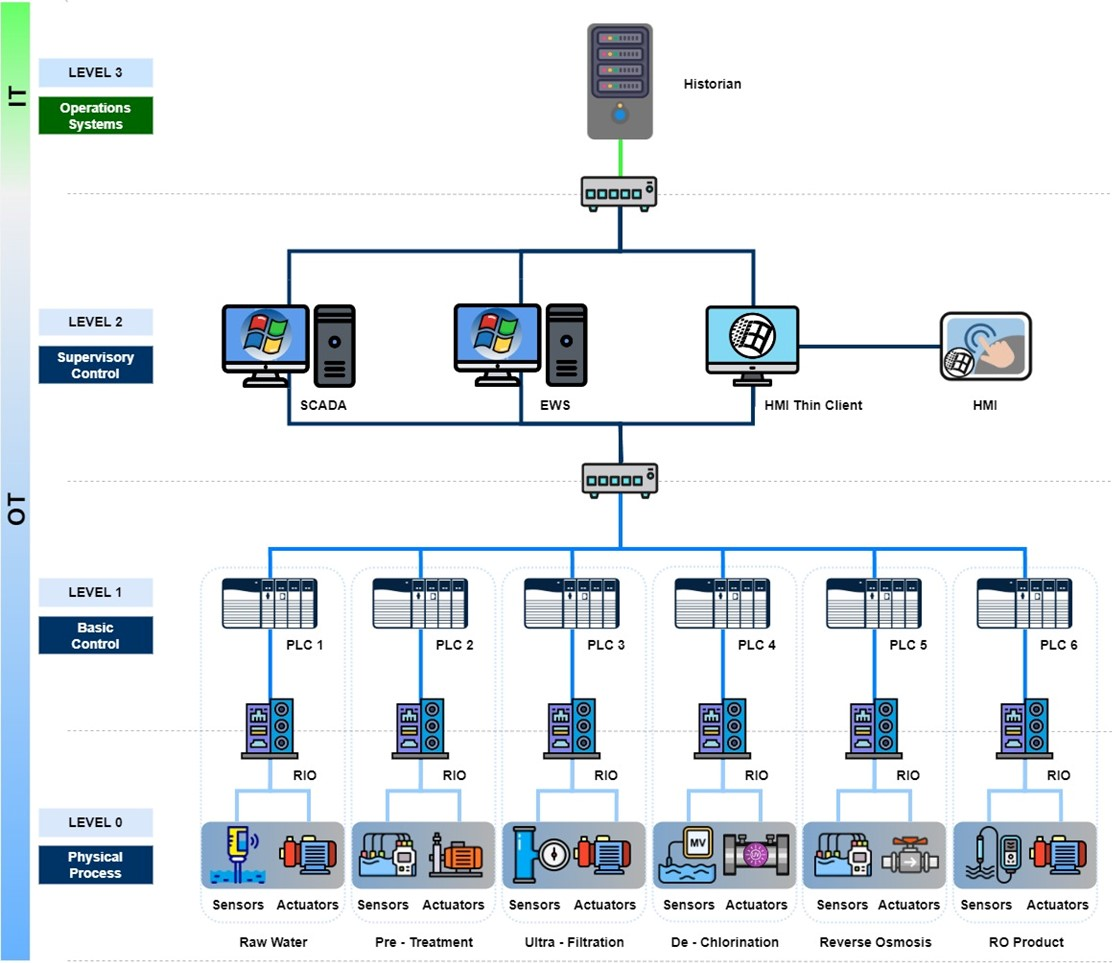 IT
LEVEL 3
Operations
Systems
Historian
LEVEL 2
Supervisory
Control
SCADA
EWS
HMI Thin Client
HMI
OT
LEVEL 1
Basic
Control
PLC 1
PLC 2
PLC 3
PLC 4
PLC 5
PLC 6
RIO
RIO
RIO
RIO
RIO
RIO
LEVEL 0
Physical
Process
MV
Sensors Actuators
Sensors Actuators
Sensors Actuators
Sensors Actuators
Sensors Actuators
Sensors Actuators
Raw Water
Pre - Treatment
Ultra - Filtration
De - Chlorination
Reverse Osmosis
RO Product